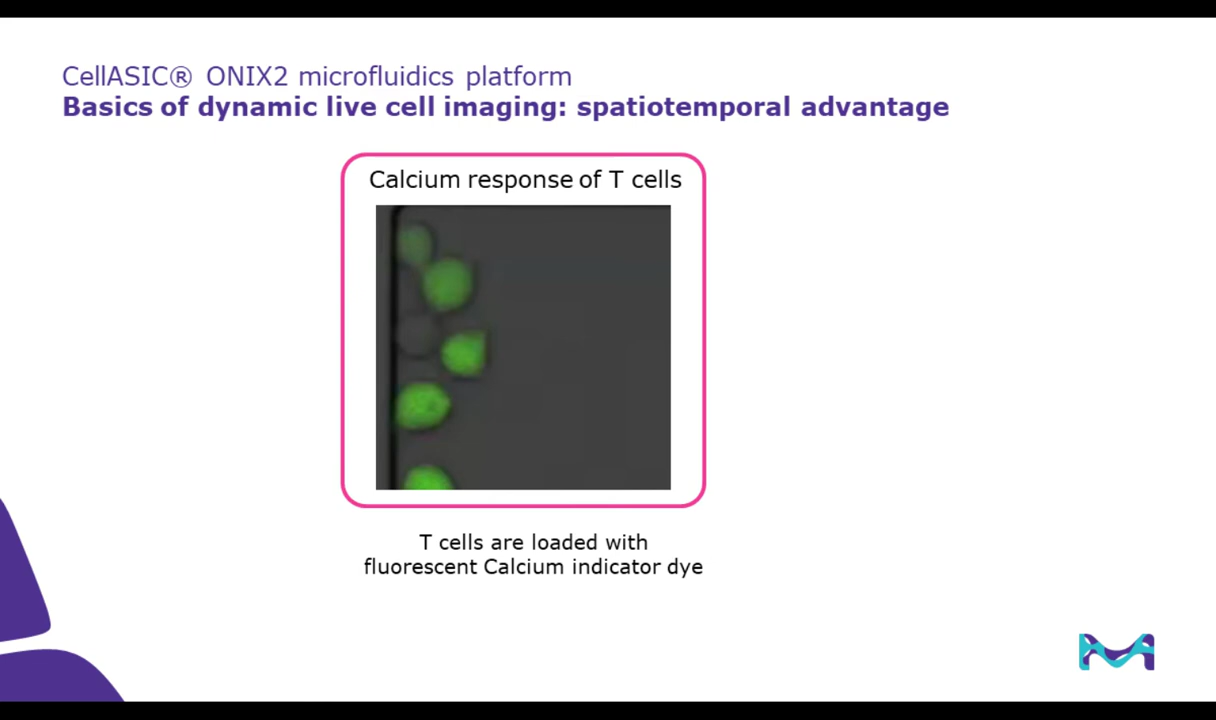 CellASIC® ONIX2 microfluidics platform
Basics of dynamic live cell imaging: spatiotemporal advantage
Calcium response of T cells
T cells are loaded with
fluorescent Calcium indicator dye